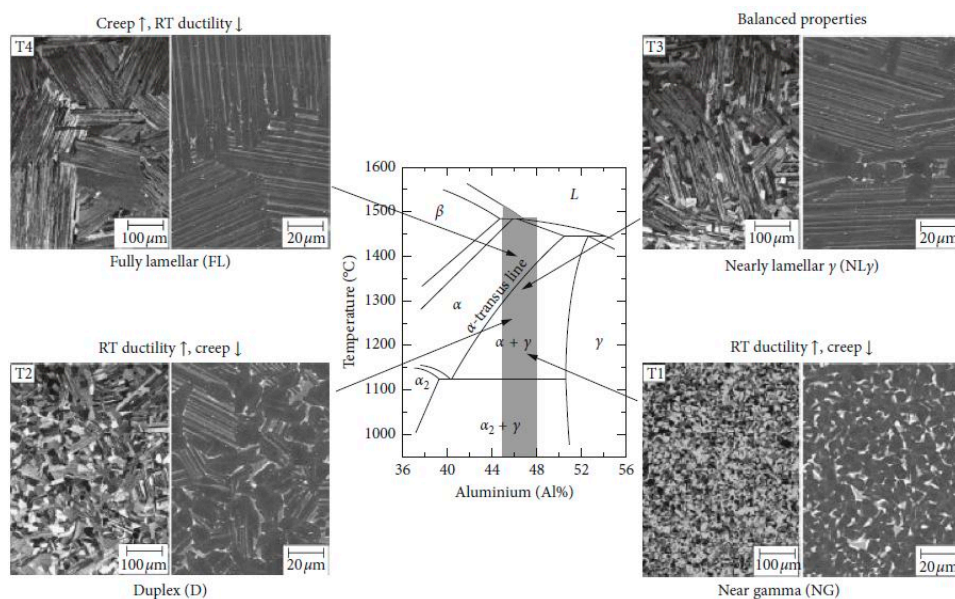 Creep ↑, RT ductility ↓
T4
100 μm
20 μm
Fully lamellar (FL)
Balanced properties
T3
100 μm
20 μm
Nearly lamellar γ (NLγ)
1600
1500
1400
1300
1200
1100
1000
Temperature (°C)
L
β
α
α-transus line
α + γ
γ
α2
α2 + γ
36 40 44 48 52 56
Aluminium (Al%)
RT ductility ↑, creep ↓
T2
100 μm
20 μm
Duplex (D)
RT ductility ↑, creep ↓
T1
100 μm
20 μm
Near gamma (NG)